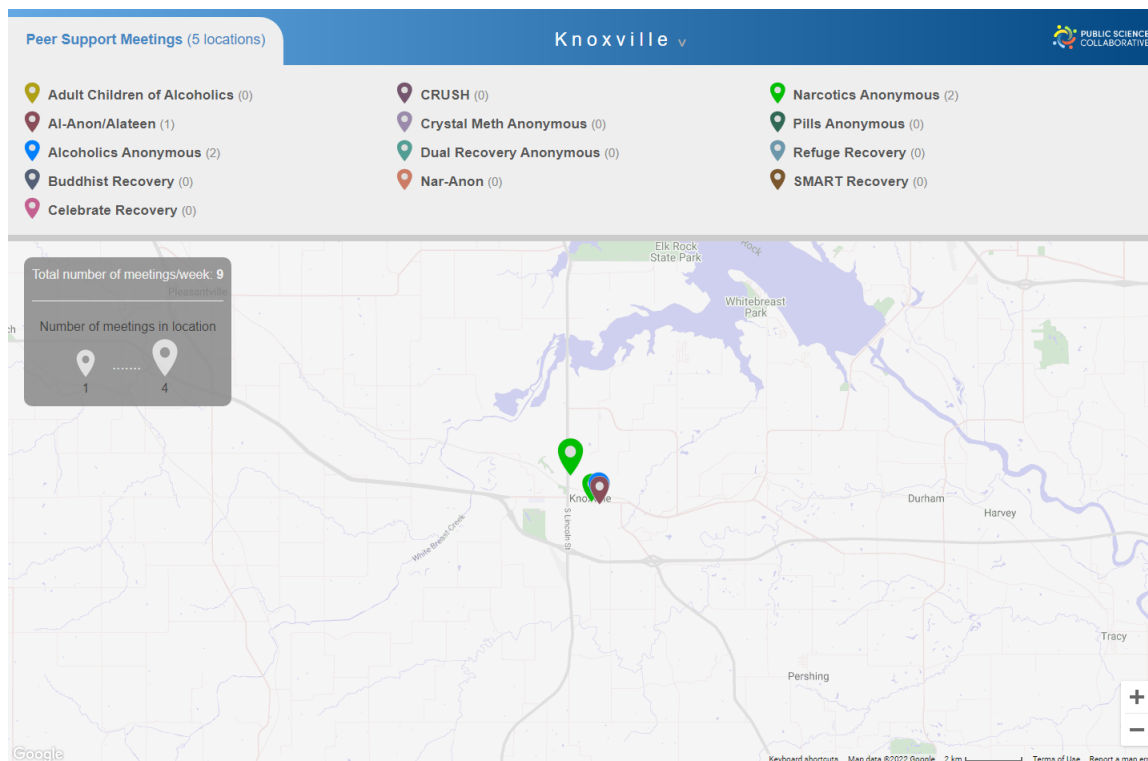 Peer Support Meetings (5 locations)
Knoxville v
PUBLIC SCIENCE
COLLABORATIVE
Adult Children of Alcoholics (0)
Al-Anon/Alateen (1)
Alcoholics Anonymous (2)
Buddhist Recovery (0)
Celebrate Recovery (0)
CRUSH (0)
Crystal Meth Anonymous (0)
Dual Recovery Anonymous (0)
Nar-Anon (0)
Narcotics Anonymous (2)
Pills Anonymous (0)
Refuge Recovery (0)
SMART Recovery (0)
Total number of meetings/week: 9
Number of meetings in location
1 ....... 4
Pleasantville
Elk Rock
State Park
Rock
Whitebreast
Park
Knoxville
S Lincoln St
White Breast Creek
Durham
Harvey
Tracy
Pershing
+
−
Google
Keyboard shortcuts Map data ©2022 Google 2 km Terms of Use Report a map